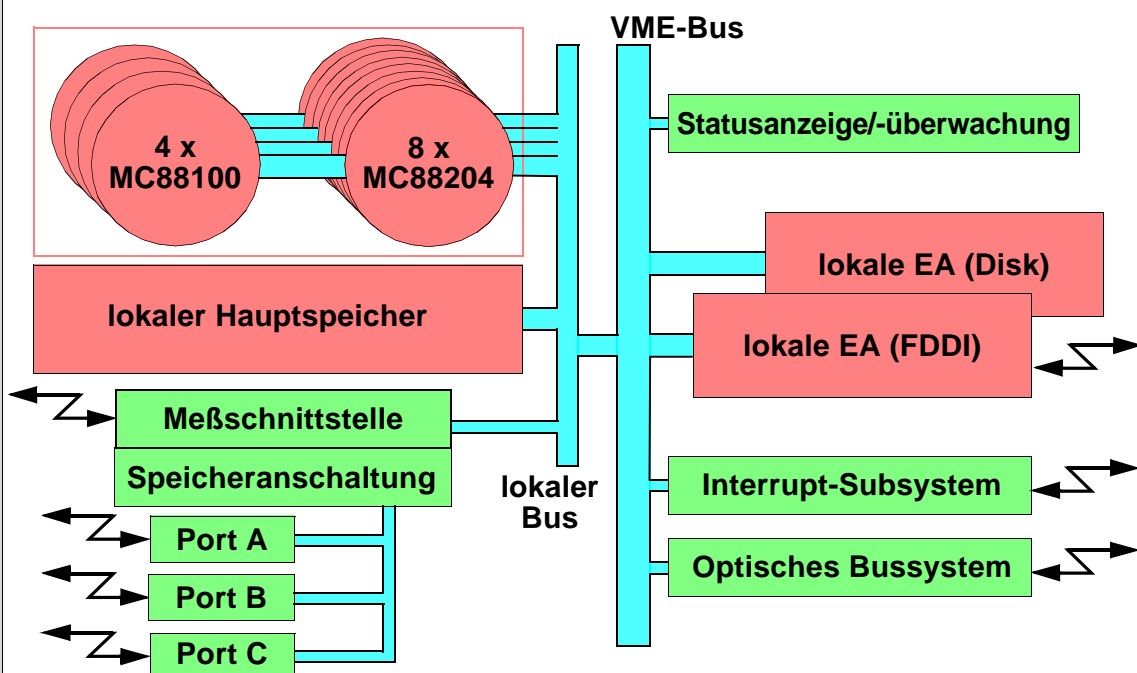 VME-Bus
4 x
MC88100
8 x
MC88204
Statusanzeige/-überwachung
lokale EA (Disk)
lokaler Hauptspeicher
lokale EA (FDDI)
Meßschnittstelle
Speicheranschaltung
lokaler
Bus
Interrupt-Subsystem
Port A
Optisches Bussystem
Port B
Port C